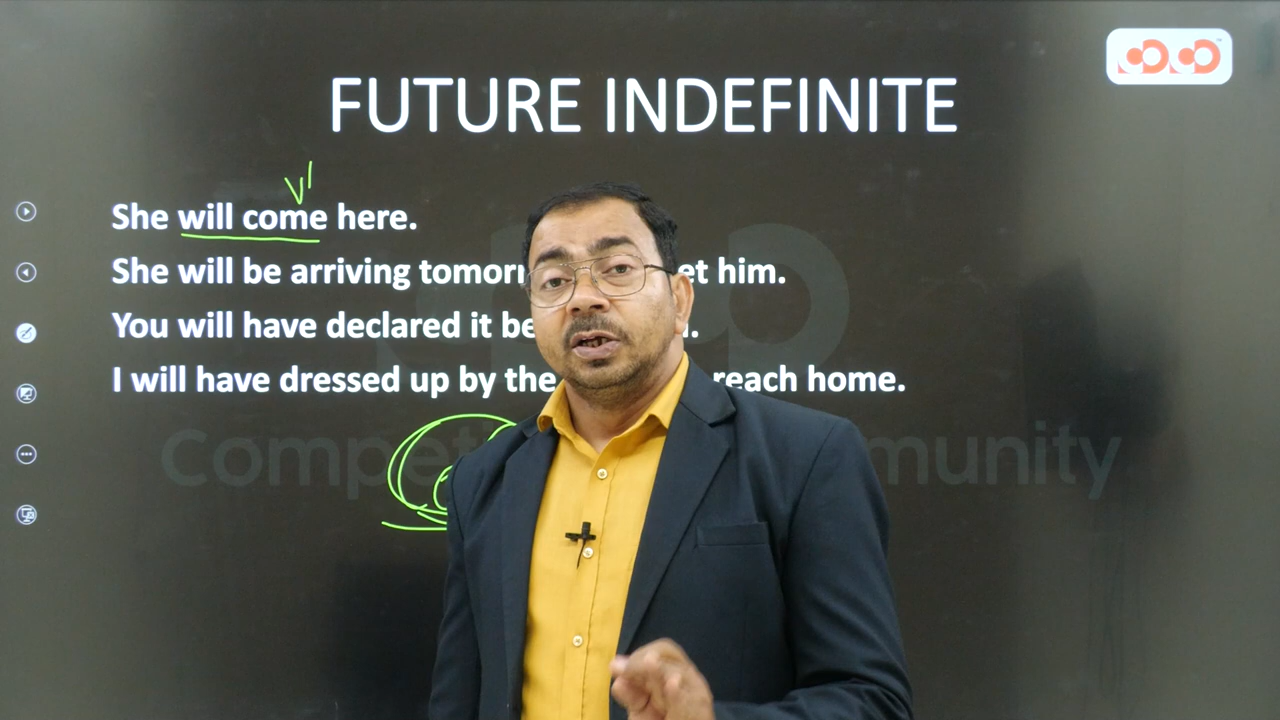 FUTURE INDEFINITE
V1
She will come here.
She will be arriving tomorr et him.
You will have declared it be
I will have dressed up by the reach home.
Compet munity